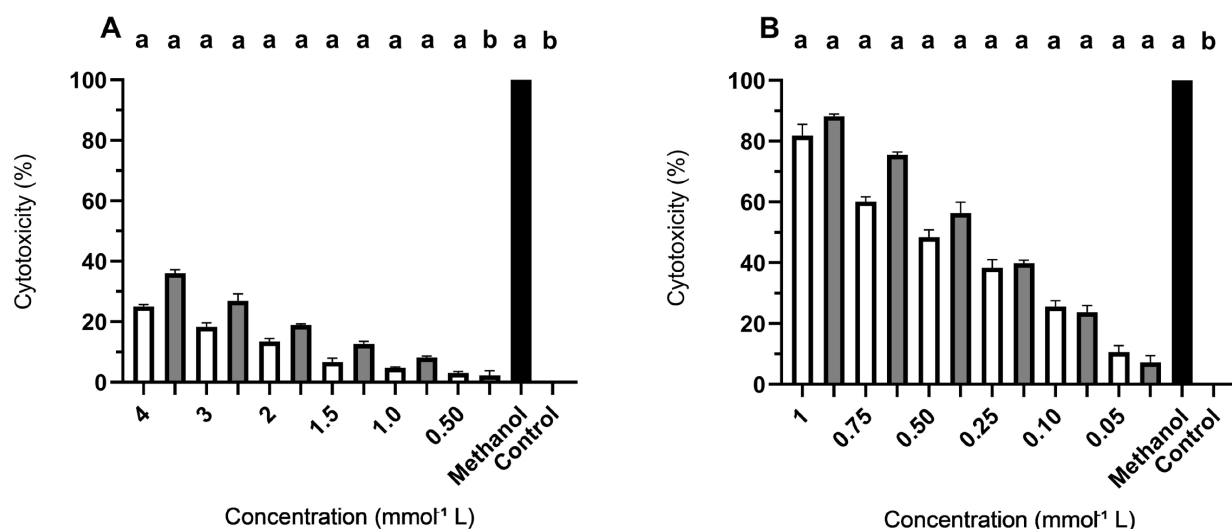 A a a a a a a a a a a a b a b
100
80
60
40
20
0
Cytotoxicity (%)
4 3 2 1.5 1.0 0.50 Methanol Control
Concentration (mmol⁻¹ L)
B a a a a a a a a a a a a a b
100
80
60
40
20
0
Cytotoxicity (%)
1 0.75 0.50 0.25 0.10 0.05 Methanol Control
Concentration (mmol⁻¹ L)